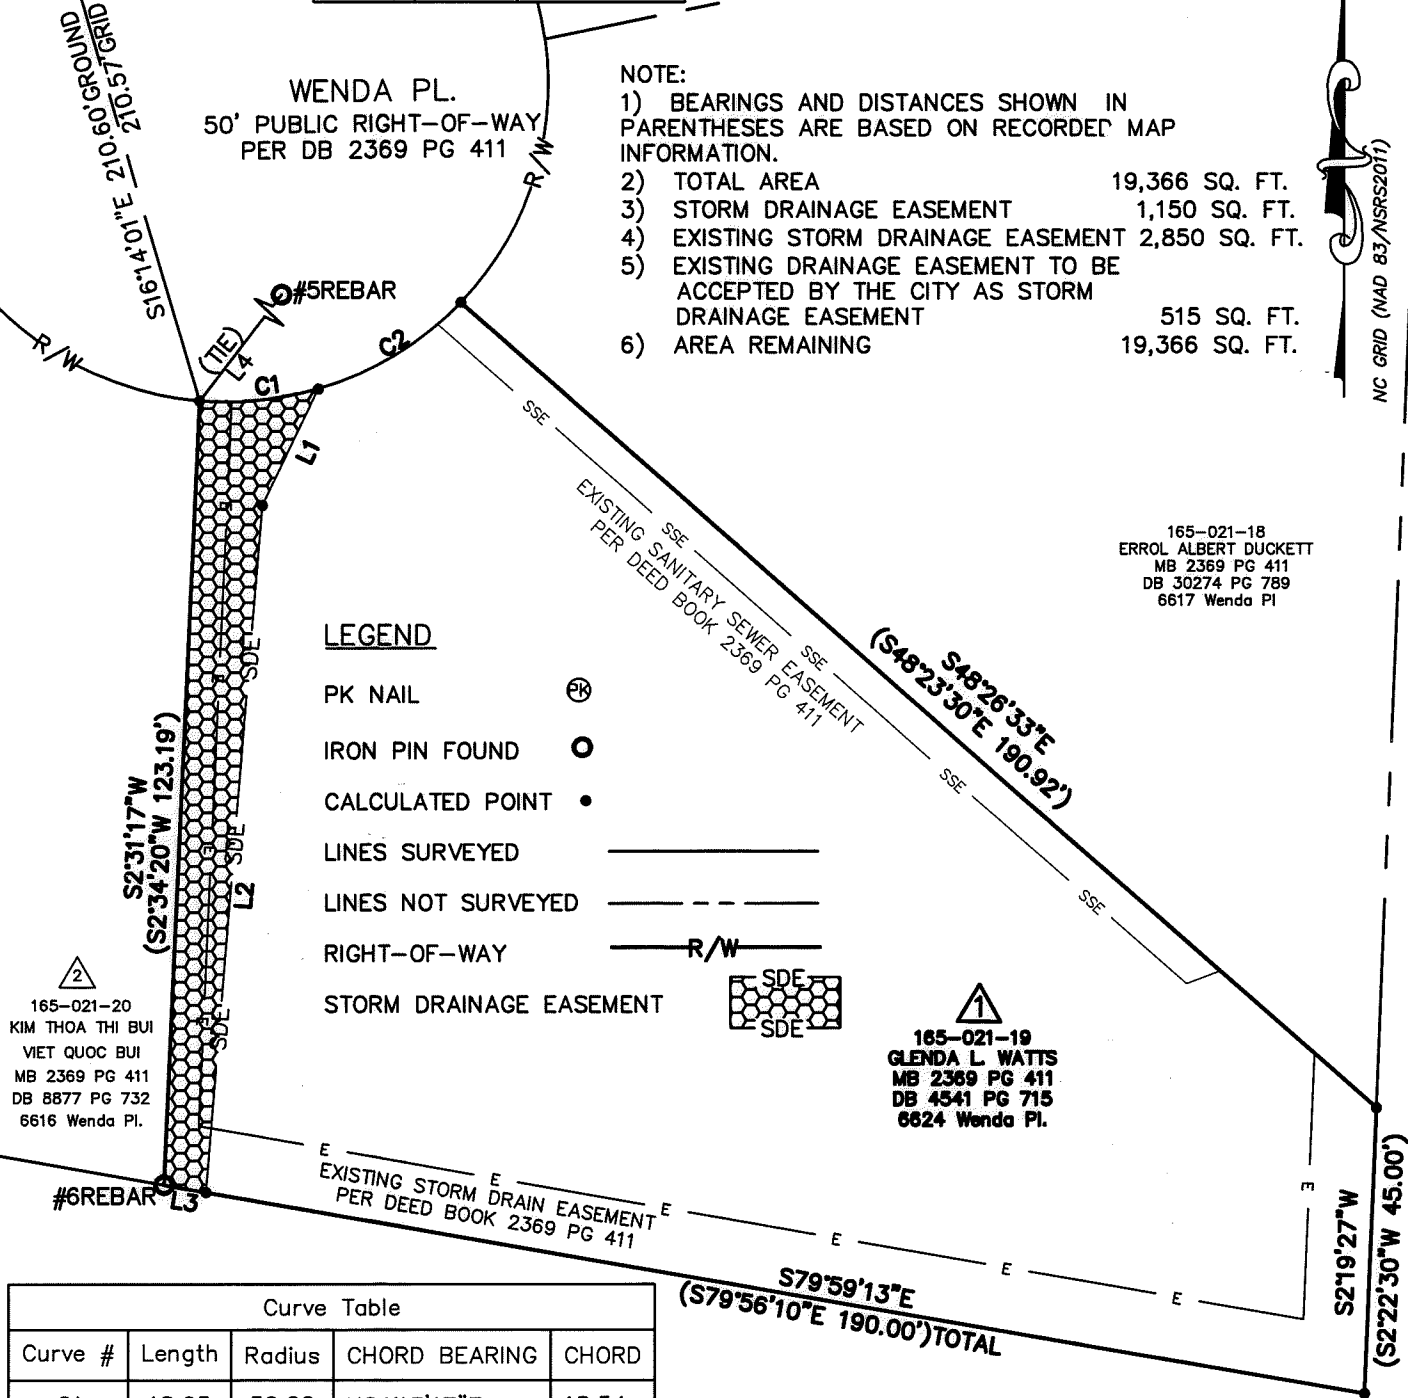 S16°14'01"E 210.60'GROUND
210.57'GRID
WENDA PL.
50' PUBLIC RIGHT-OF-WAY
PER DB 2369 PG 411
R/W
R/W
NOTE:
1) BEARINGS AND DISTANCES SHOWN IN
PARENTHESES ARE BASED ON RECORDED MAP
INFORMATION.
2) TOTAL AREA 19,366 SQ. FT.
3) STORM DRAINAGE EASEMENT 1,150 SQ. FT.
4) EXISTING STORM DRAINAGE EASEMENT 2,850 SQ. FT.
5) EXISTING DRAINAGE EASEMENT TO BE
ACCEPTED BY THE CITY AS STORM
DRAINAGE EASEMENT 515 SQ. FT.
6) AREA REMAINING 19,366 SQ. FT.
NC GRID (NAD 83/NSRS2011)
#5REBAR
(TIE)
L4
C1
C2
L1
SSE
SSE
SSE
SSE
SSE
EXISTING SANITARY SEWER EASEMENT
PER DEED BOOK 2369 PG 411
S48°26'33"E
(S48°23'30"E 190.92')
165-021-18
ERROL ALBERT DUCKETT
MB 2369 PG 411
DB 30274 PG 789
6617 Wenda Pl
LEGEND
PK NAIL PK
IRON PIN FOUND
CALCULATED POINT
LINES SURVEYED
LINES NOT SURVEYED
RIGHT-OF-WAY R/W
STORM DRAINAGE EASEMENT SDE
SDE
S2°31'17"W
(S2°34'20"W 123.19')
E
E
E
E
SDE
SDE
SDE
L2
2
165-021-20
KIM THOA THI BUI
VIET QUOC BUI
MB 2369 PG 411
DB 8877 PG 732
6616 Wenda Pl.
1
165-021-19
GLENDA L. WATTS
MB 2369 PG 411
DB 4541 PG 715
6624 Wenda Pl.
#6REBAR
L3
E
E
E
E
E
E
E
EXISTING STORM DRAIN EASEMENT
PER DEED BOOK 2369 PG 411
S79°59'13"E
(S79°56'10"E 190.00')TOTAL
S2°19'27"W
(S2°22'30"W 45.00')
Curve Table
Curve # Length Radius CHORD BEARING CHORD